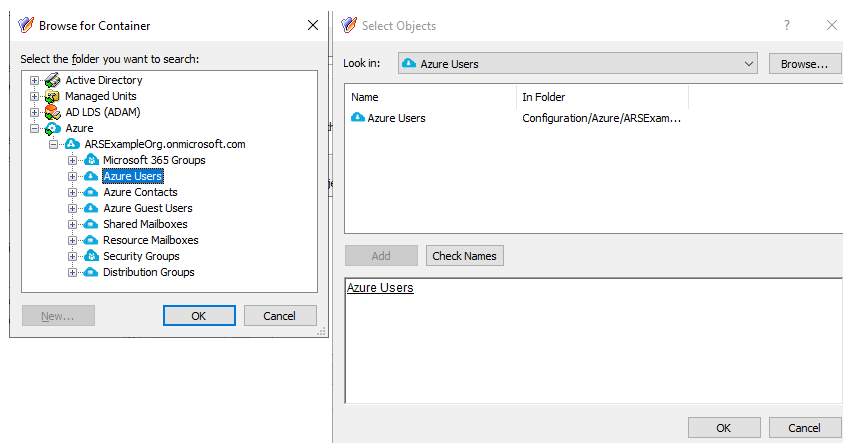 Browse for Container
Select the folder you want to search:
Active Directory
Managed Units
AD LDS (ADAM)
Azure
ARSExampleOrg.onmicrosoft.com
Microsoft 365 Groups
Azure Users
Azure Contacts
Azure Guest Users
Shared Mailboxes
Resource Mailboxes
Security Groups
Distribution Groups
New...
OK
Cancel
Select Objects
?
Look in:
Azure Users
Browse...
Name
In Folder
Azure Users
Configuration/Azure/ARSExam...
Add
Check Names
Azure Users
OK
Cancel